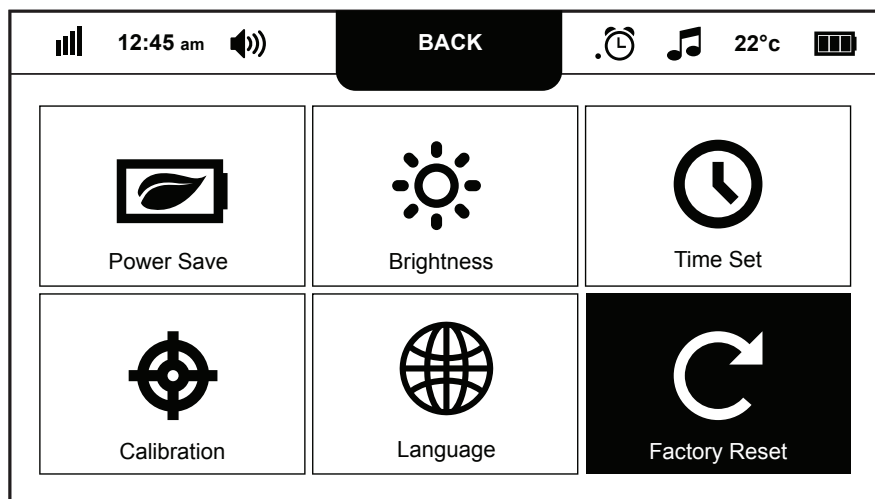 12:45 am BACK 22°c
Power Save Brightness Time Set
Calibration Language Factory Reset